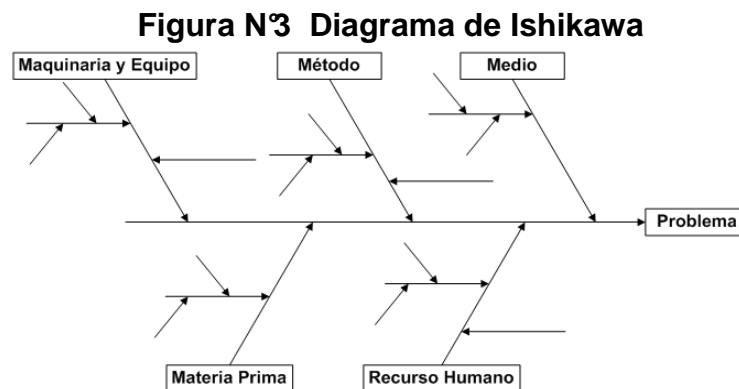 Figura N°3 Diagrama de Ishikawa
Maquinaria y Equipo
Método
Medio
Problema
Materia Prima
Recurso Humano